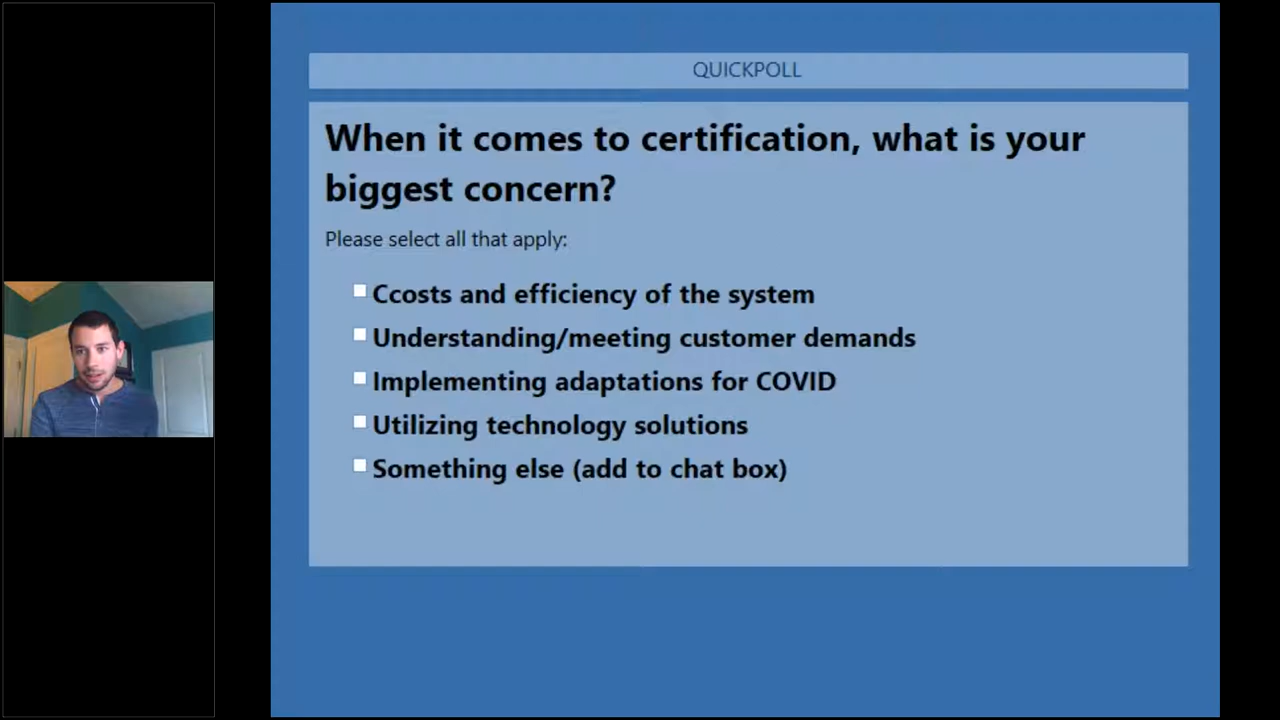 QUICKPOLL
When it comes to certification, what is your
biggest concern?
Please select all that apply:
Ccosts and efficiency of the system
Understanding/meeting customer demands
Implementing adaptations for COVID
Utilizing technology solutions
Something else (add to chat box)